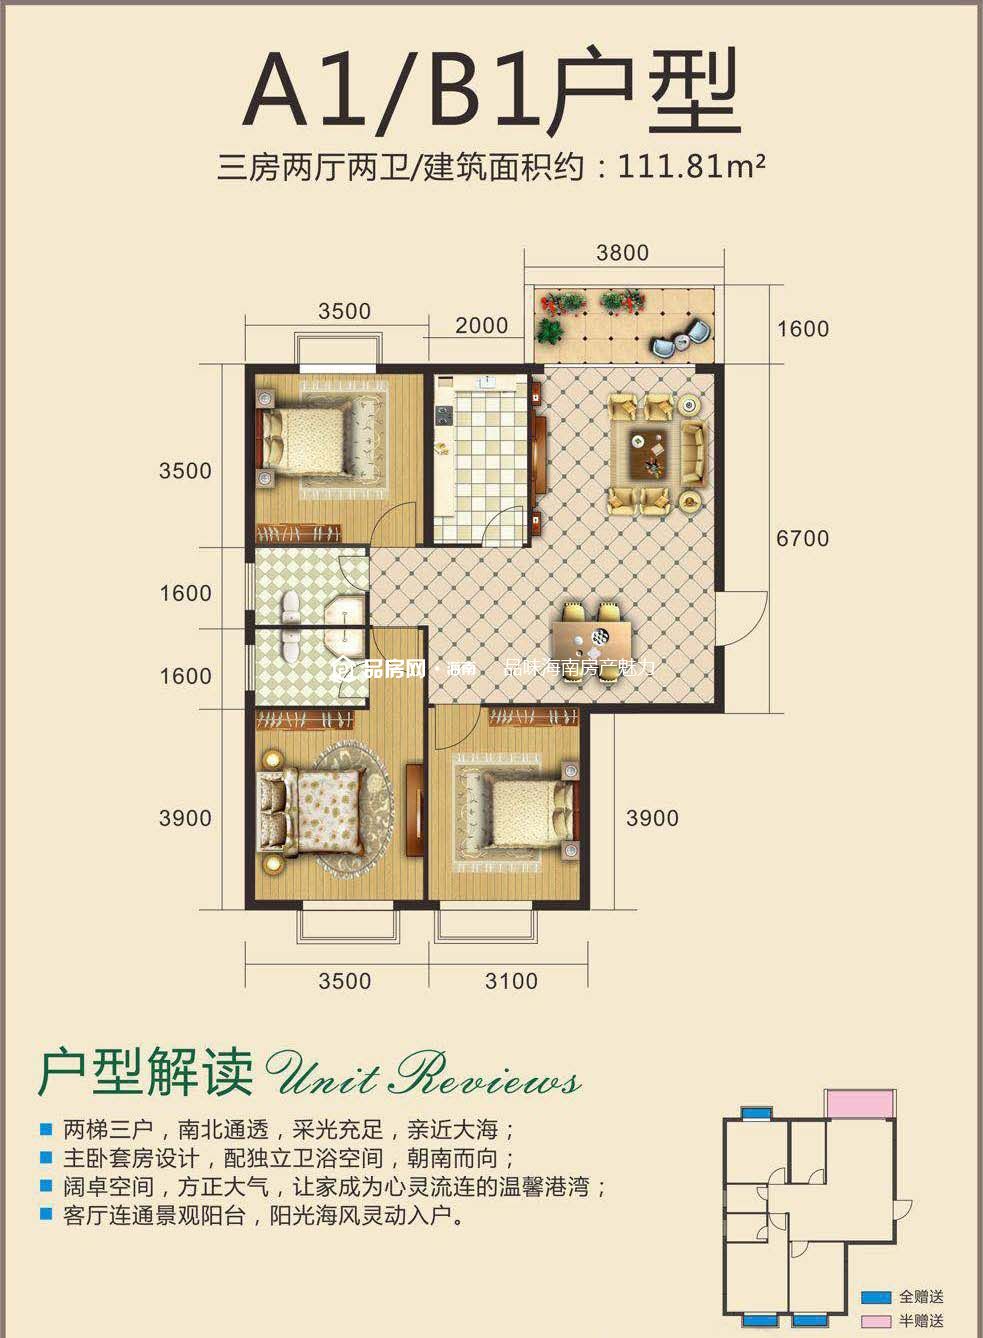 A1/B1户型
三房两厅两卫/建筑面积约：111.81m²
3800
3500
2000
1600
3500
6700
1600
1600
品房网·海南 品味海南房产魅力
3900
3900
3500
3100
户型解读 Unit Reviews
两梯三户，南北通透，采光充足，亲近大海；
主卧套房设计，配独立卫浴空间，朝南而向；
阔卓空间，方正大气，让家成为心灵流连的温馨港湾；
客厅连通景观阳台，阳光海风灵动入户。
全赠送
半赠送